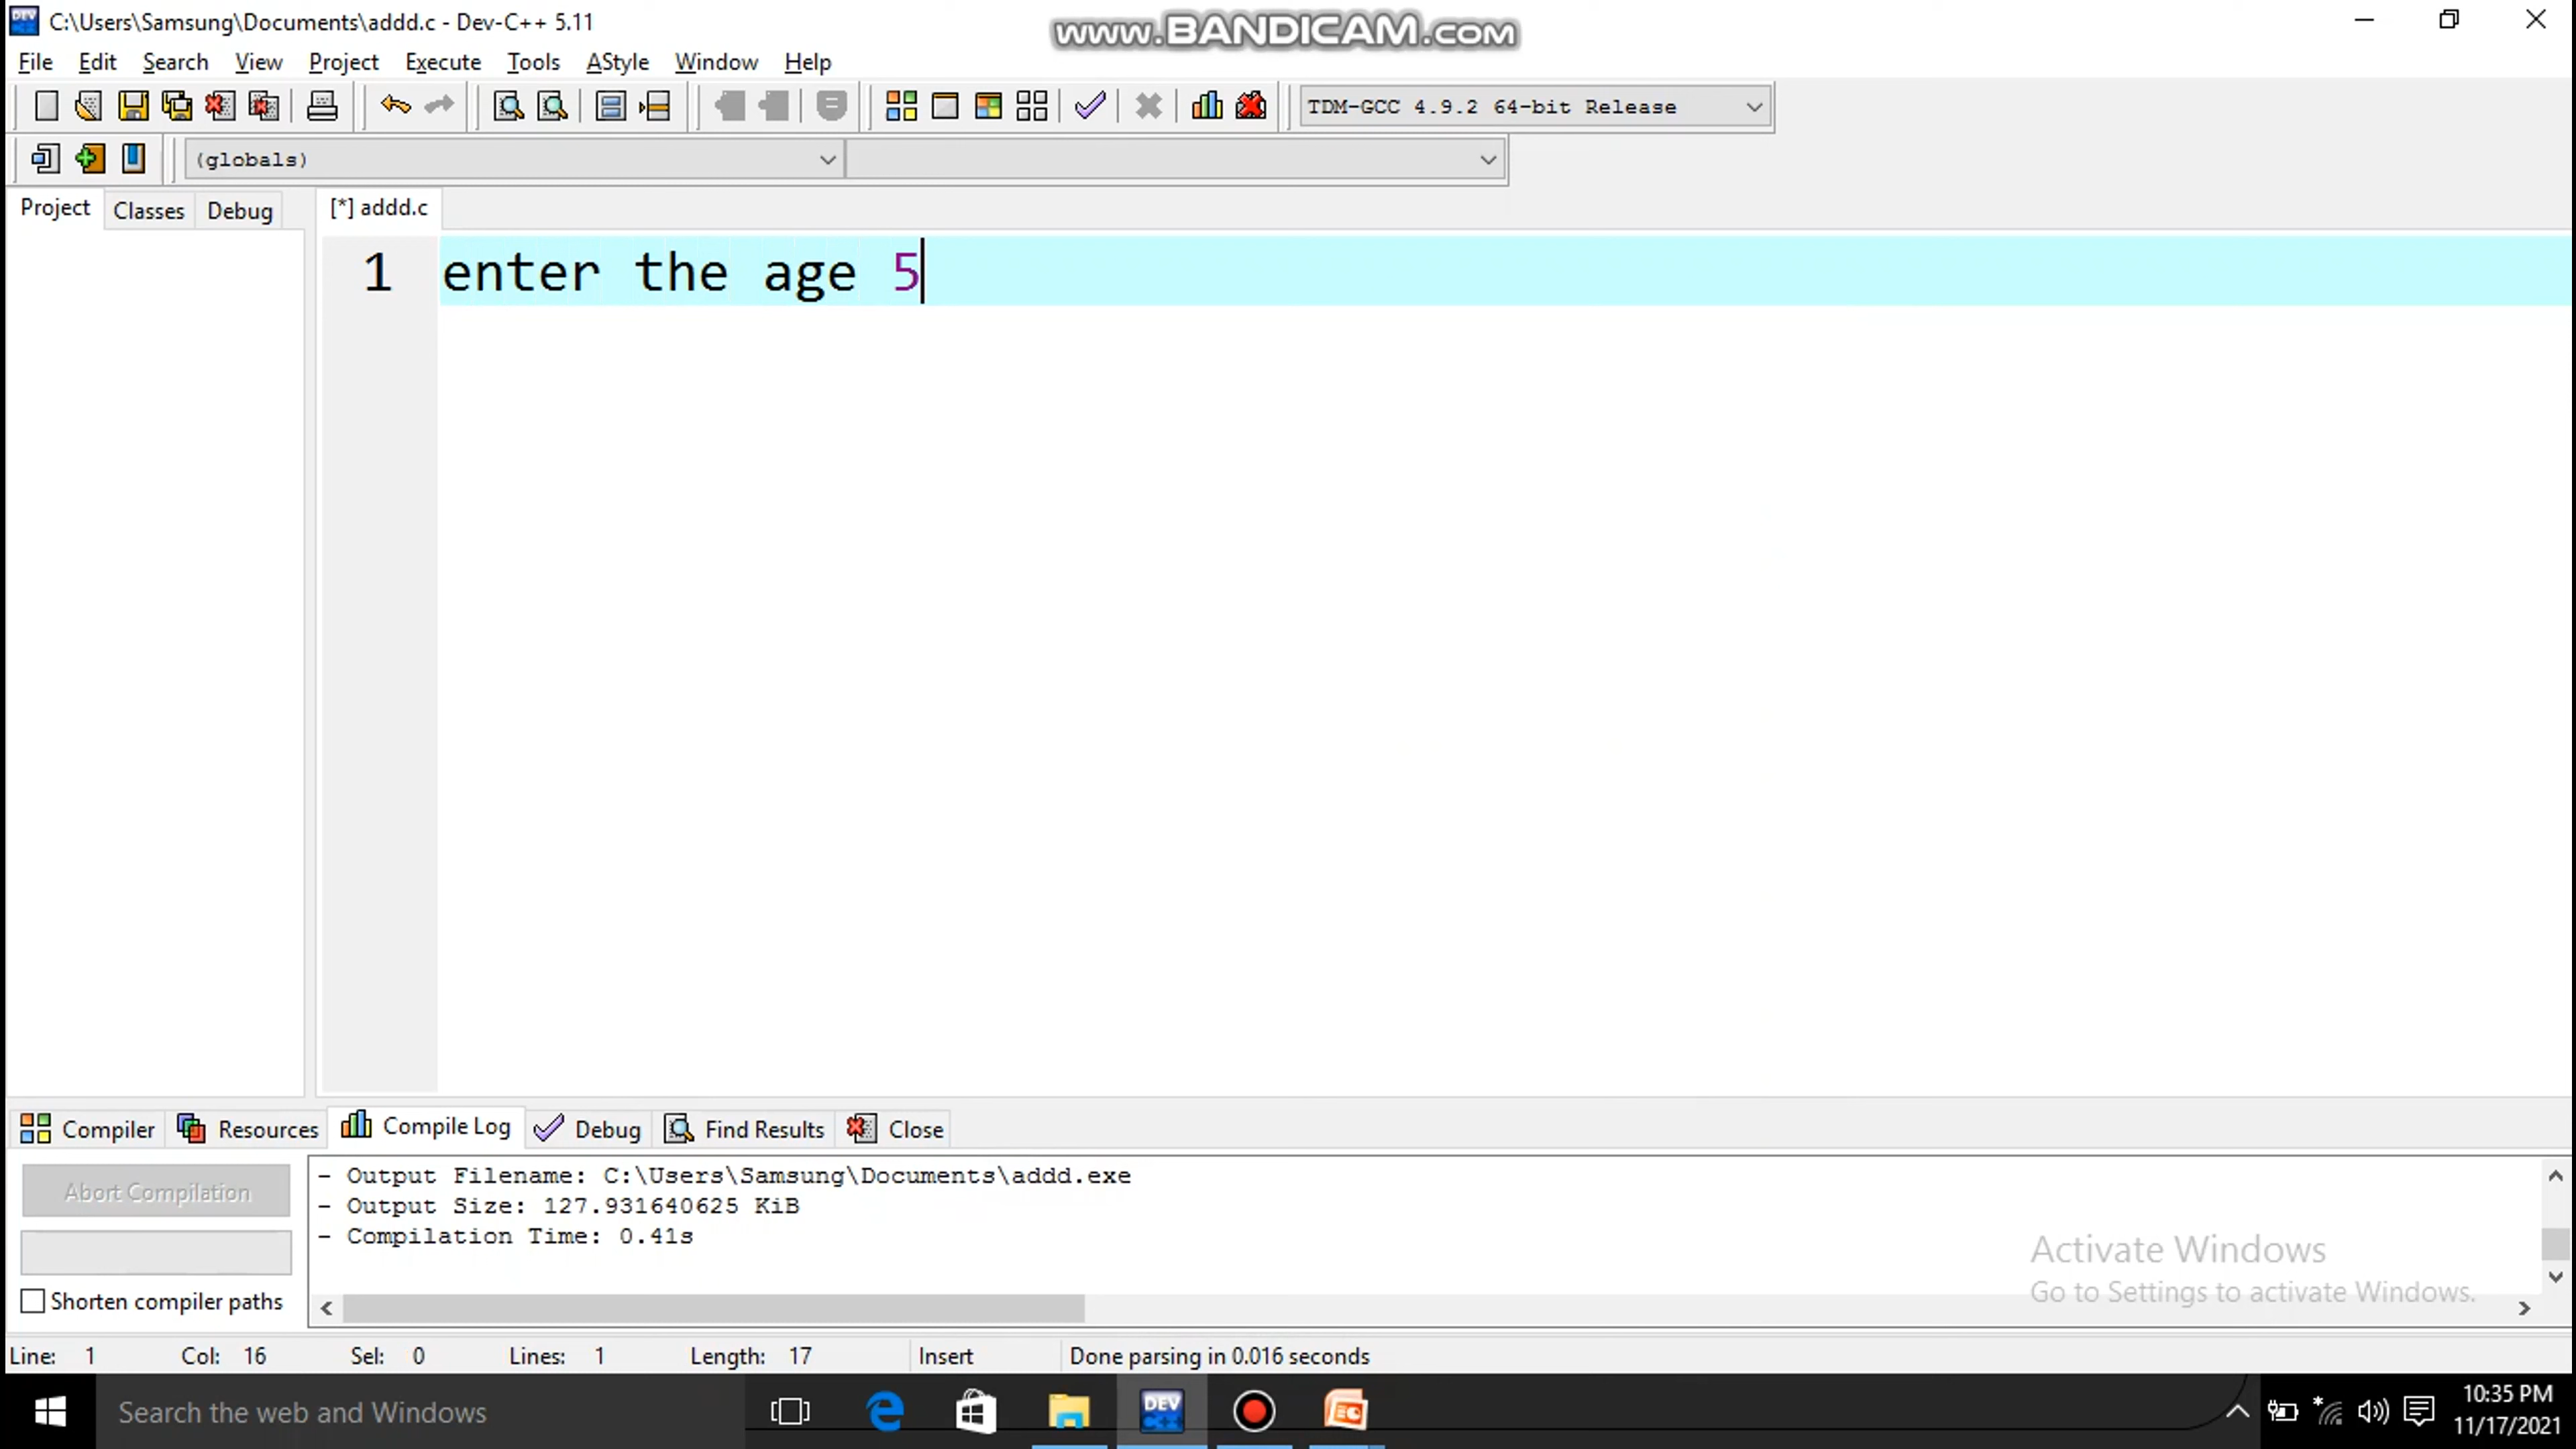 C:\Users\Samsung\Documents\addd.c - Dev-C++ 5.11
www.BANDICAM.com
File Edit Search View Project Execute Tools AStyle Window Help
TDM-GCC 4.9.2 64-bit Release
(globals)
Project Classes Debug [*] addd.c
1 enter the age 5
Compiler Resources Compile Log Debug Find Results Close
Abort Compilation
- Output Filename: C:\Users\Samsung\Documents\addd.exe
- Output Size: 127.931640625 KiB
- Compilation Time: 0.41s
Shorten compiler paths
Activate Windows
Go to Settings to activate Windows.
Line: 1 Col: 16 Sel: 0 Lines: 1 Length: 17 Insert Done parsing in 0.016 seconds
Search the web and Windows
DEV C++
10:35 PM
11/17/2021